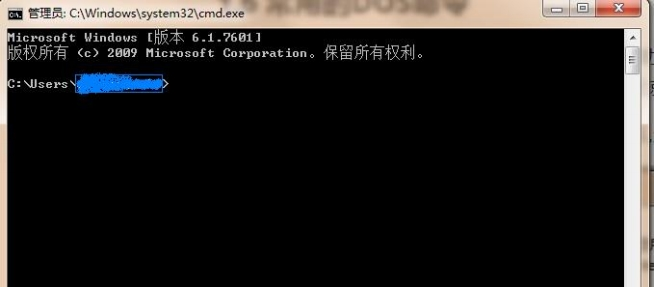 管理员: C:\Windows\system32\cmd.exe
Microsoft Windows [版本 6.1.7601]
版权所有 (c) 2009 Microsoft Corporation。保留所有权利。
C:\Users\>